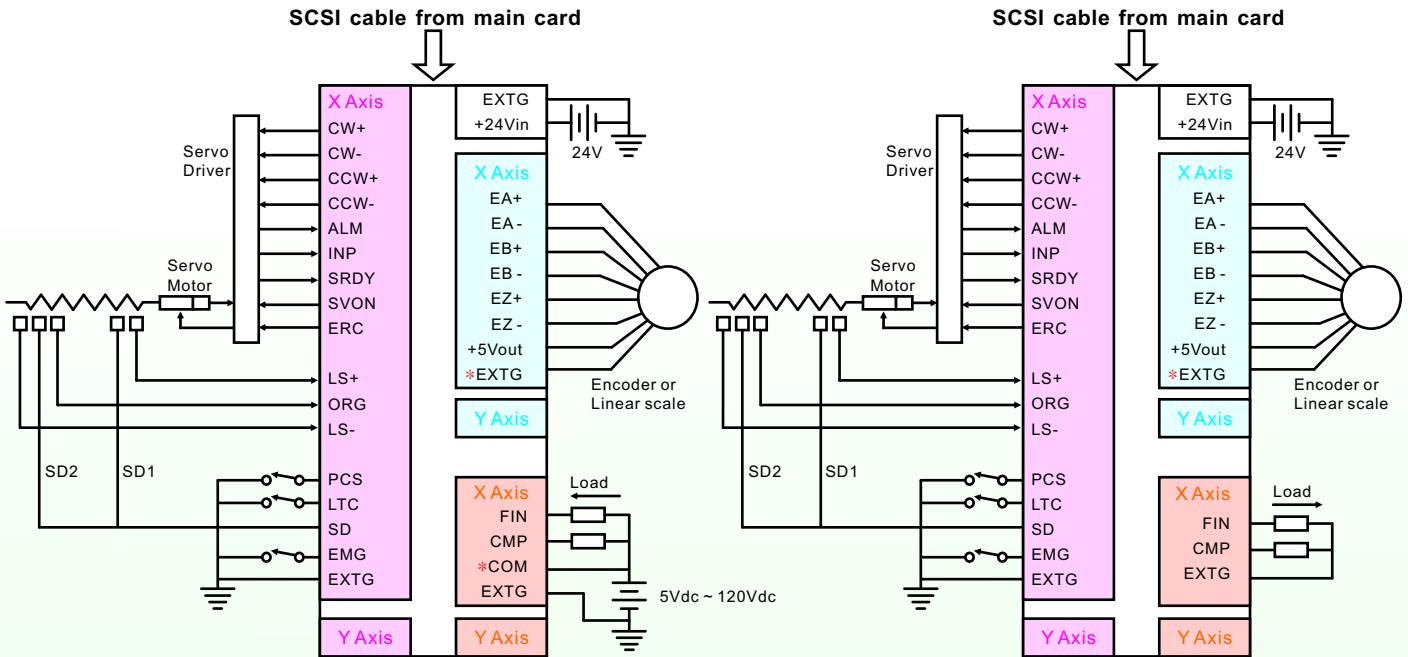 SCSI cable from main card
X Axis
CW+
CW-
CCW+
CCW-
ALM
INP
SRDY
SVON
ERC
LS+
ORG
LS-
PCS
LTC
SD
EMG
EXTG
Y Axis
Servo
Driver
Servo
Motor
SD2
SD1
EXTG
+24Vin
24V
X Axis
EA+
EA-
EB+
EB-
EZ+
EZ-
+5Vout
*EXTG
Encoder or
Linear scale
Y Axis
X Axis
FIN
CMP
*COM
EXTG
Load
5Vdc ~ 120Vdc
Y Axis
SCSI cable from main card
X Axis
CW+
CW-
CCW+
CCW-
ALM
INP
SRDY
SVON
ERC
LS+
ORG
LS-
PCS
LTC
SD
EMG
EXTG
Y Axis
Servo
Driver
Servo
Motor
SD2
SD1
EXTG
+24Vin
24V
X Axis
EA+
EA-
EB+
EB-
EZ+
EZ-
+5Vout
*EXTG
Encoder or
Linear scale
Y Axis
X Axis
FIN
CMP
EXTG
Load
Y Axis